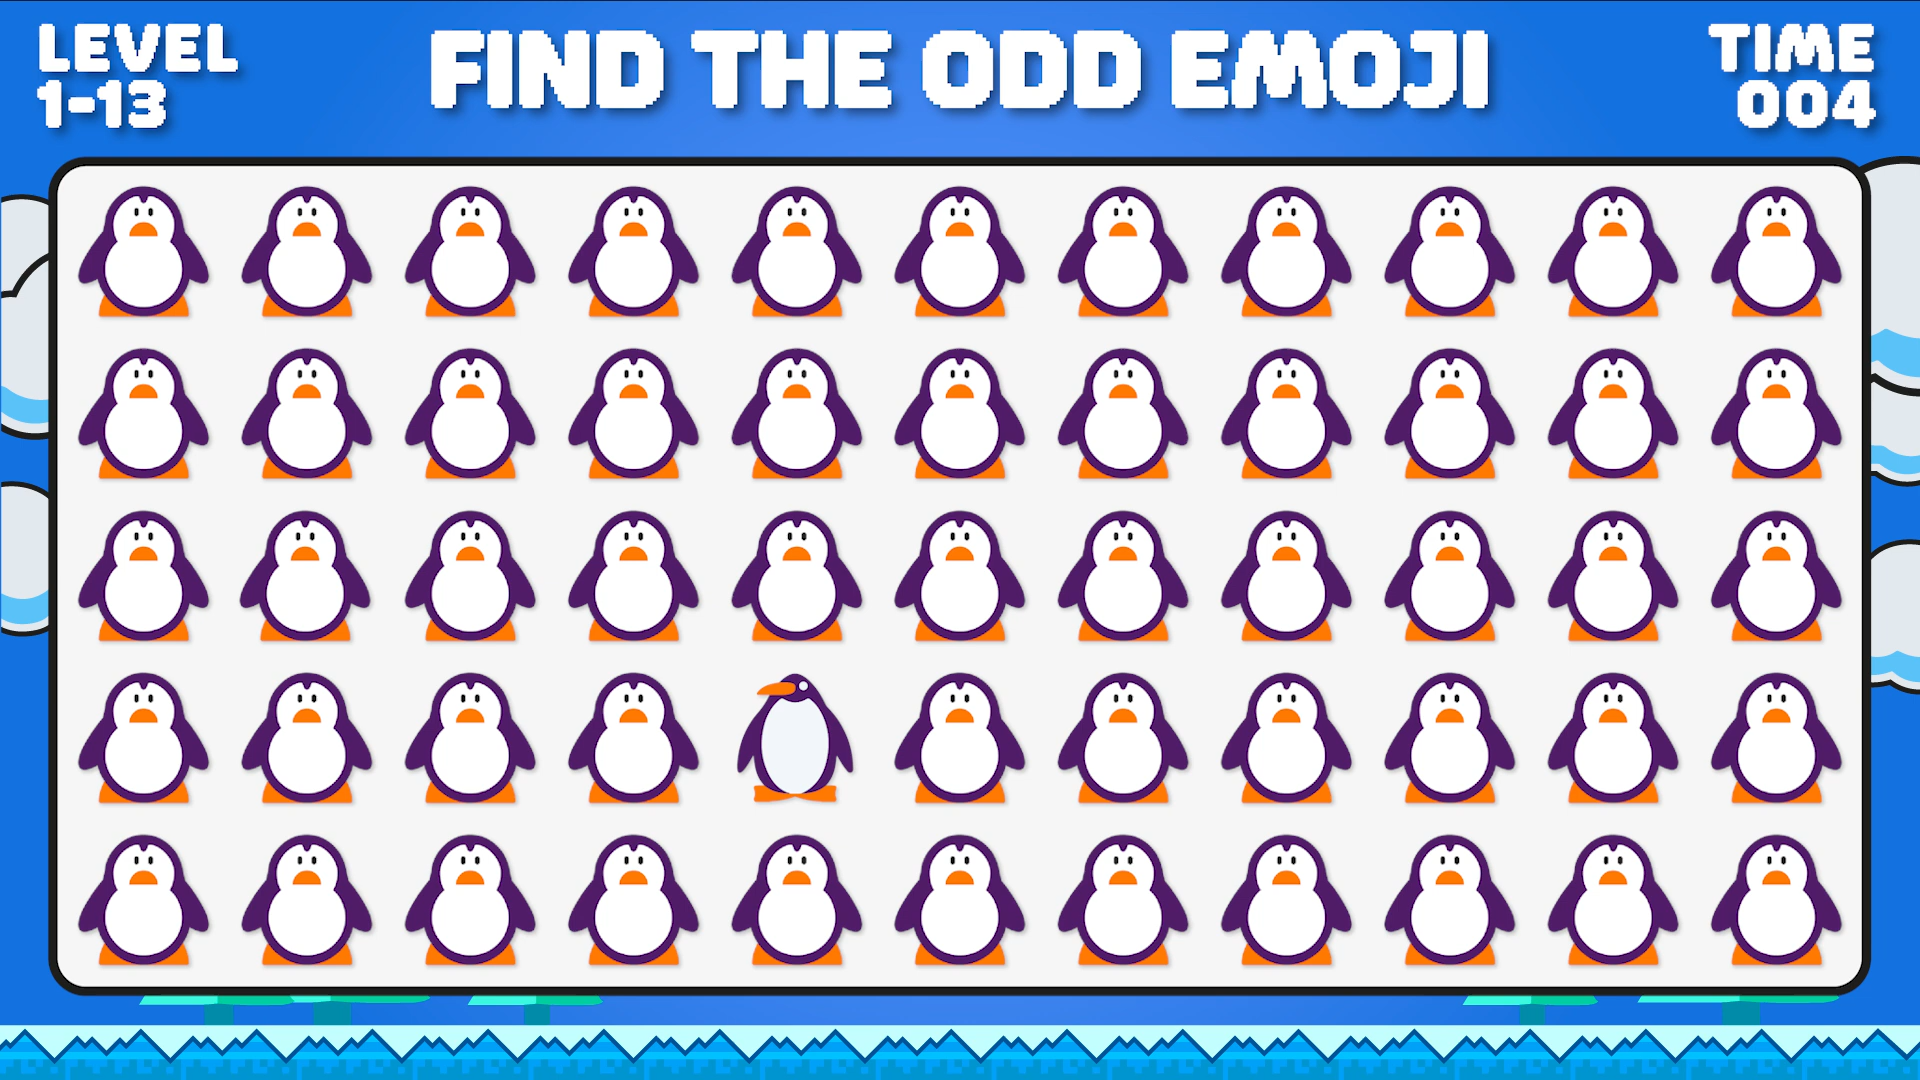 LEVEL
1-13
FIND THE ODD EMOJI
TIME
004